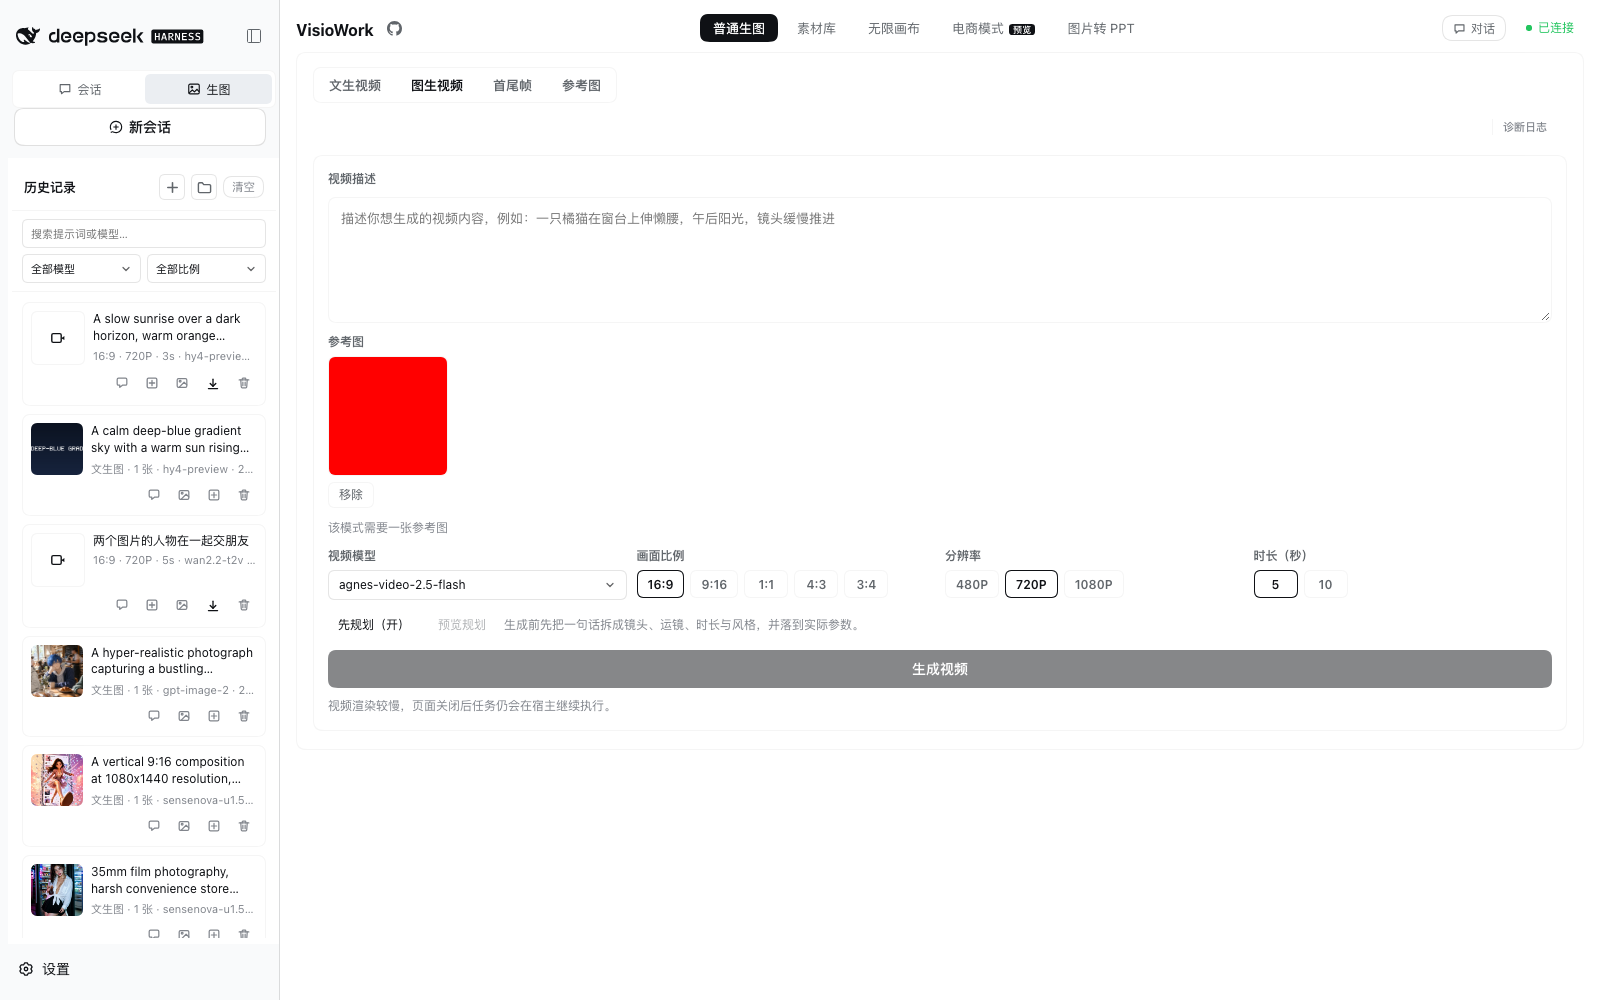 deepseek HARNESS
会话
生图
新会话
历史记录
清空
搜索提示词或模型...
全部模型
全部比例
A slow sunrise over a dark
horizon, warm orange...
16:9 · 720P · 3s · hy4-previe...
A calm deep-blue gradient
sky with a warm sun rising...
文生图 · 1 张 · hy4-preview · 2...
DEEP-BLUE GRAD
两个图片的人物在一起交朋友
16:9 · 720P · 5s · wan2.2-t2v ...
A hyper-realistic photograph
capturing a bustling...
文生图 · 1 张 · gpt-image-2 · 2...
A vertical 9:16 composition
at 1080x1440 resolution,...
文生图 · 1 张 · sensenova-u1.5...
35mm film photography,
harsh convenience store...
文生图 · 1 张 · sensenova-u1.5...
设置
VisioWork
普通生图
素材库
无限画布
电商模式 预览
图片转 PPT
对话
已连接
文生视频
图生视频
首尾帧
参考图
诊断日志
视频描述
描述你想生成的视频内容，例如：一只橘猫在窗台上伸懒腰，午后阳光，镜头缓慢推进
参考图
移除
该模式需要一张参考图
视频模型
agnes-video-2.5-flash
画面比例
16:9
9:16
1:1
4:3
3:4
分辨率
480P
720P
1080P
时长（秒）
5
10
先规划（开）
预览规划
生成前先把一句话拆成镜头、运镜、时长与风格，并落到实际参数。
生成视频
视频渲染较慢，页面关闭后任务仍会在宿主继续执行。